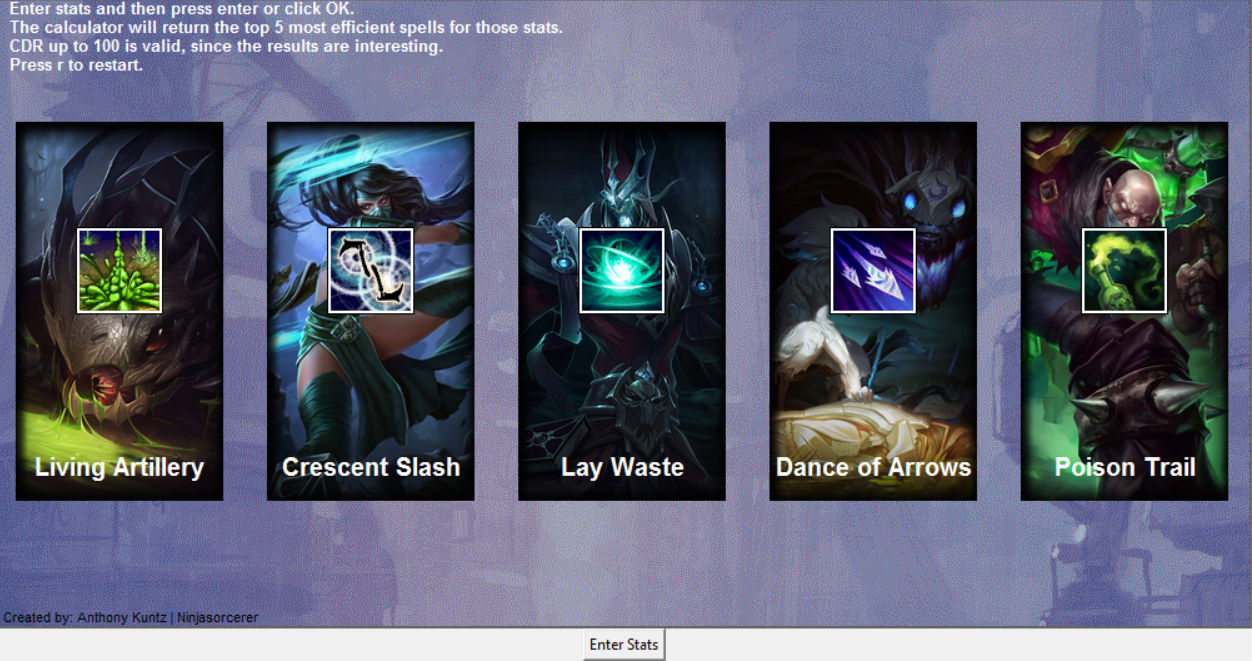 Enter stats and then press enter or click OK.
The calculator will return the top 5 most efficient spells for those stats.
CDR up to 100 is valid, since the results are interesting.
Press r to restart.
Living Artillery
Crescent Slash
Lay Waste
Dance of Arrows
Poison Trail
Created by: Anthony Kuntz | Ninjasorcerer
Enter Stats